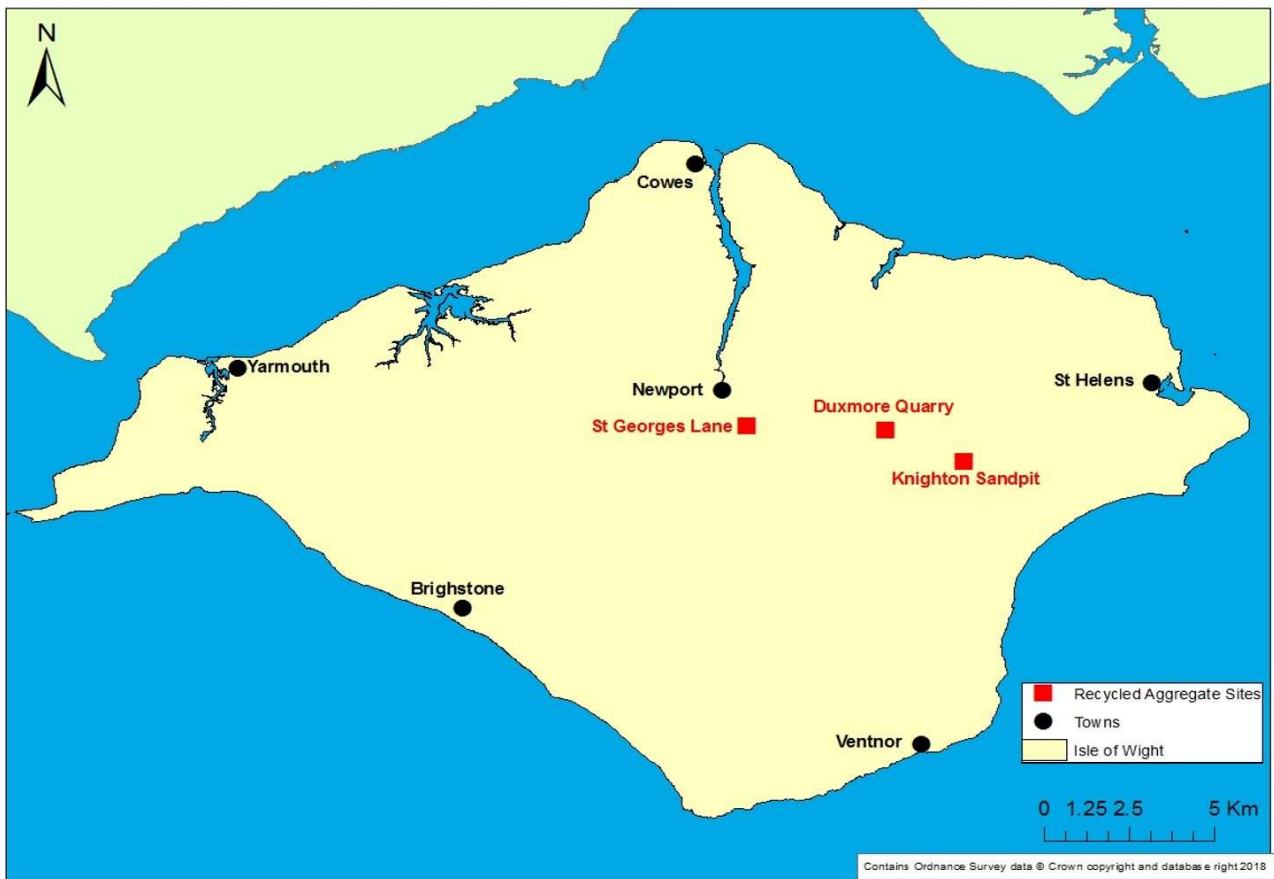 N
Cowes
Yarmouth
Newport
St Helens
Duxmore Quarry
St Georges Lane
Knighton Sandpit
Brighstone
Ventnor
Recycled Aggregate Sites
Towns
Isle of Wight
0 1.25 2.5 5 Km
Contains Ordnance Survey data © Crown copyright and database right 2018